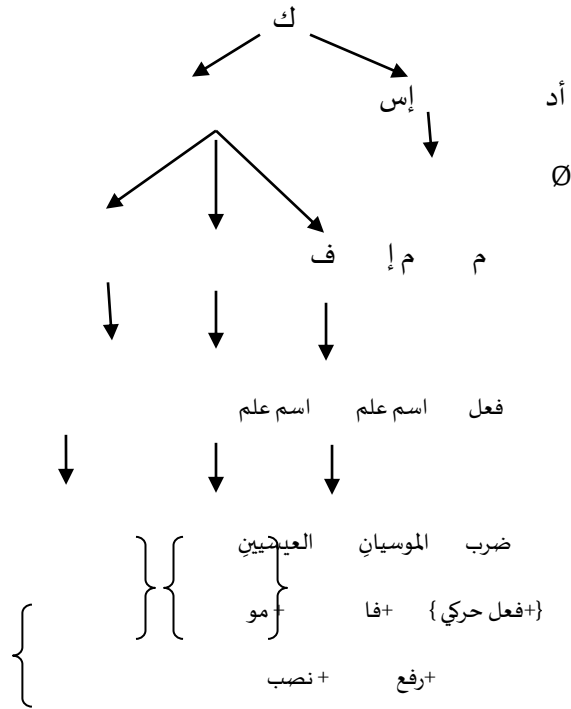 ك
أد إس
Ø
م م إ ف
فعل اسم علم اسم علم
ضرب الموسيانِ العيسيينِ
{+فعل حركي} +فا + مو
+رفع + نصب